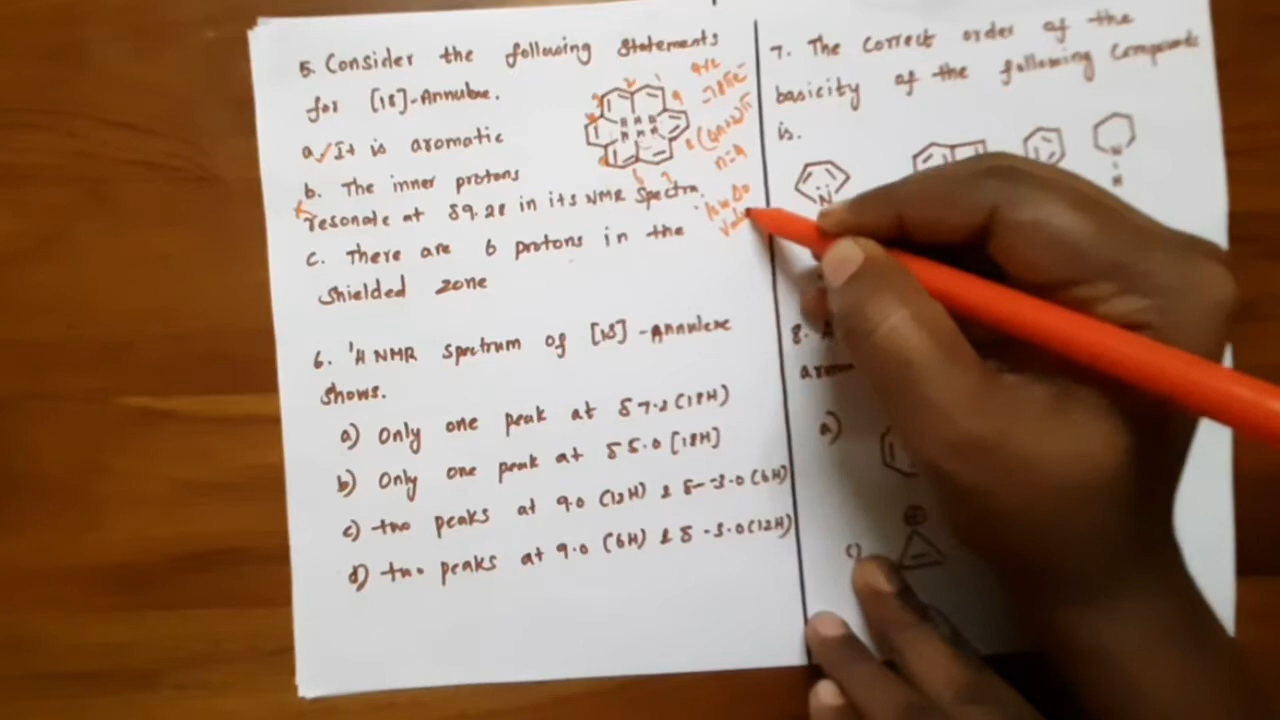 5. Consider the following statements
for [18]-Annulene.
a. It is aromatic
b. The inner protons
resonate at δ9.28 in its NMR spectra.
c. There are 6 protons in the
shielded zone
6. ¹H NMR spectrum of [18]-Annulene
shows.
a) Only one peak at δ7.2 (18H)
b) Only one peak at δ5.0 [18H]
c) two peaks at 9.0 (12H) & δ-3.0 (6H)
d) two peaks at 9.0 (6H) & δ -3.0 (12H)
(4n+2)π
n=4
7. The correct order of the
basicity of the following compounds
is.
N
N
H
8. A
a)
c)